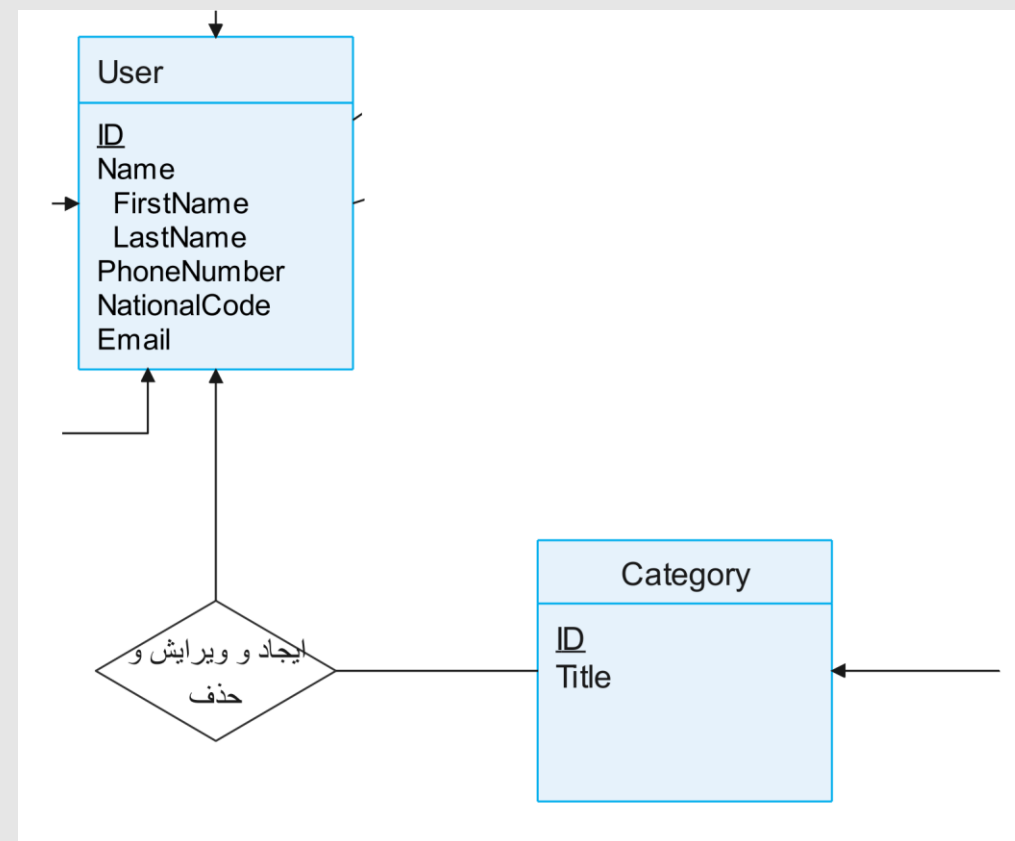 User
ID
Name
FirstName
LastName
PhoneNumber
NationalCode
Email
ایجاد و ویرایش و
حذف
Category
ID
Title